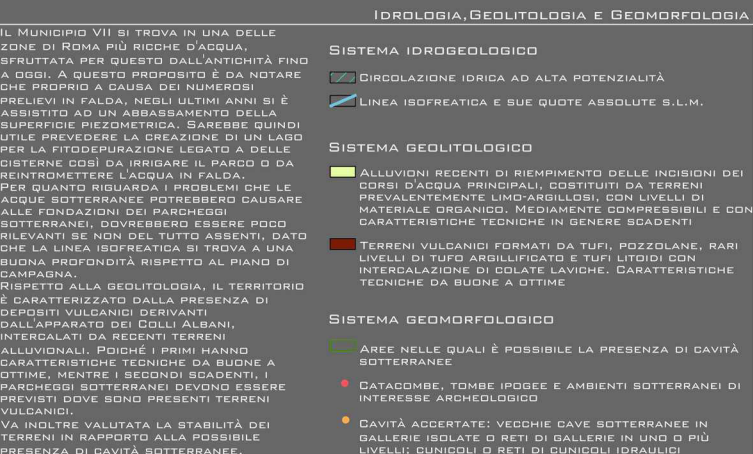 Idrologia, Geolitologia e Geomorfologia
Il Municipio VII si trova in una delle
zone di Roma più ricche d'acqua,
sfruttata per questo dall'antichità fino
a oggi. A questo proposito è da notare
che proprio a causa dei numerosi
prelievi in falda, negli ultimi anni si è
assistito ad un abbassamento della
superficie piezometrica. Sarebbe quindi
utile prevedere la creazione di un lago
per la fitodepurazione legato a delle
cisterne così da irrigare il parco o da
reintromettere l'acqua in falda.
Per quanto riguarda i problemi che le
acque sotterranee potrebbero causare
alle fondazioni dei parcheggi
sotterranei, dovrebbero essere poco
rilevanti se non del tutto assenti, dato
che la linea isofreatica si trova a una
buona profondità rispetto al piano di
campagna.
Rispetto alla geolitologia, il territorio
è caratterizzato dalla presenza di
depositi vulcanici derivanti
dall'apparato dei Colli Albani,
intercalati da recenti terreni
alluvionali. Poiché i primi hanno
caratteristiche tecniche da buone a
ottime, mentre i secondi scadenti, i
parcheggi sotterranei devono essere
previsti dove sono presenti terreni
vulcanici.
Va inoltre valutata la stabilità dei
terreni in rapporto alla possibile
presenza di cavità sotterranee.
Sistema idrogeologico
Circolazione idrica ad alta potenzialità
Linea isofreatica e sue quote assolute s.l.m.
Sistema geolitologico
Alluvioni recenti di riempimento delle incisioni dei
corsi d'acqua principali, costituiti da terreni
prevalentemente limo-argillosi, con livelli di
materiale organico. Mediamente compressibili e con
caratteristiche tecniche in genere scadenti
Terreni vulcanici formati da tufi, pozzolane, rari
livelli di tufo argillificato e tufi litoidi con
intercalazione di colate laviche. Caratteristiche
tecniche da buone a ottime
Sistema geomorfologico
Aree nelle quali è possibile la presenza di cavità
sotterranee
Catacombe, tombe ipogee e ambienti sotterranei di
interesse archeologico
Cavità accertate: vecchie cave sotterranee in
gallerie isolate o reti di gallerie in uno o più
livelli; cunicoli o reti di cunicoli idraulici